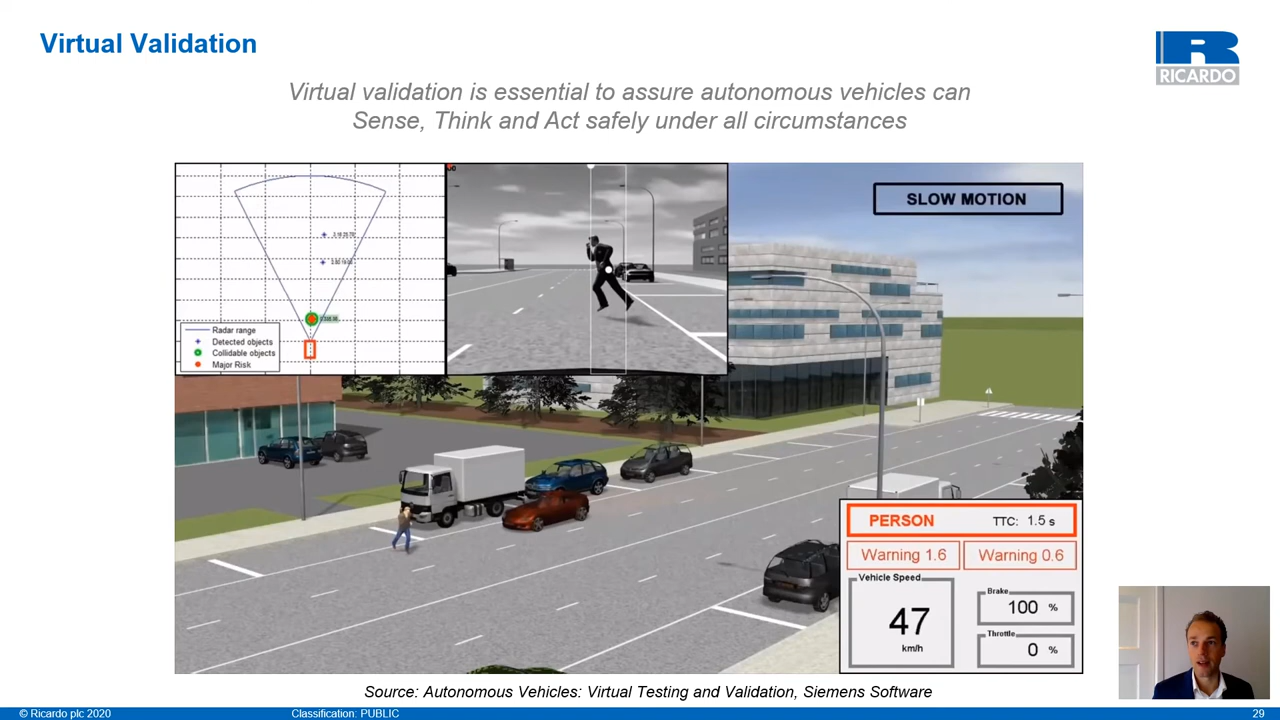 Virtual Validation
RICARDO
Virtual validation is essential to assure autonomous vehicles can
Sense, Think and Act safely under all circumstances
SLOW MOTION
Radar range
Detected objects
Collidable objects
Major Risk
PERSON TTC: 1.5 s
Warning 1.6 Warning 0.6
Vehicle Speed
47
km/h
Brake
100 %
Throttle
0 %
Source: Autonomous Vehicles: Virtual Testing and Validation, Siemens Software
© Ricardo plc 2020 Classification: PUBLIC 29